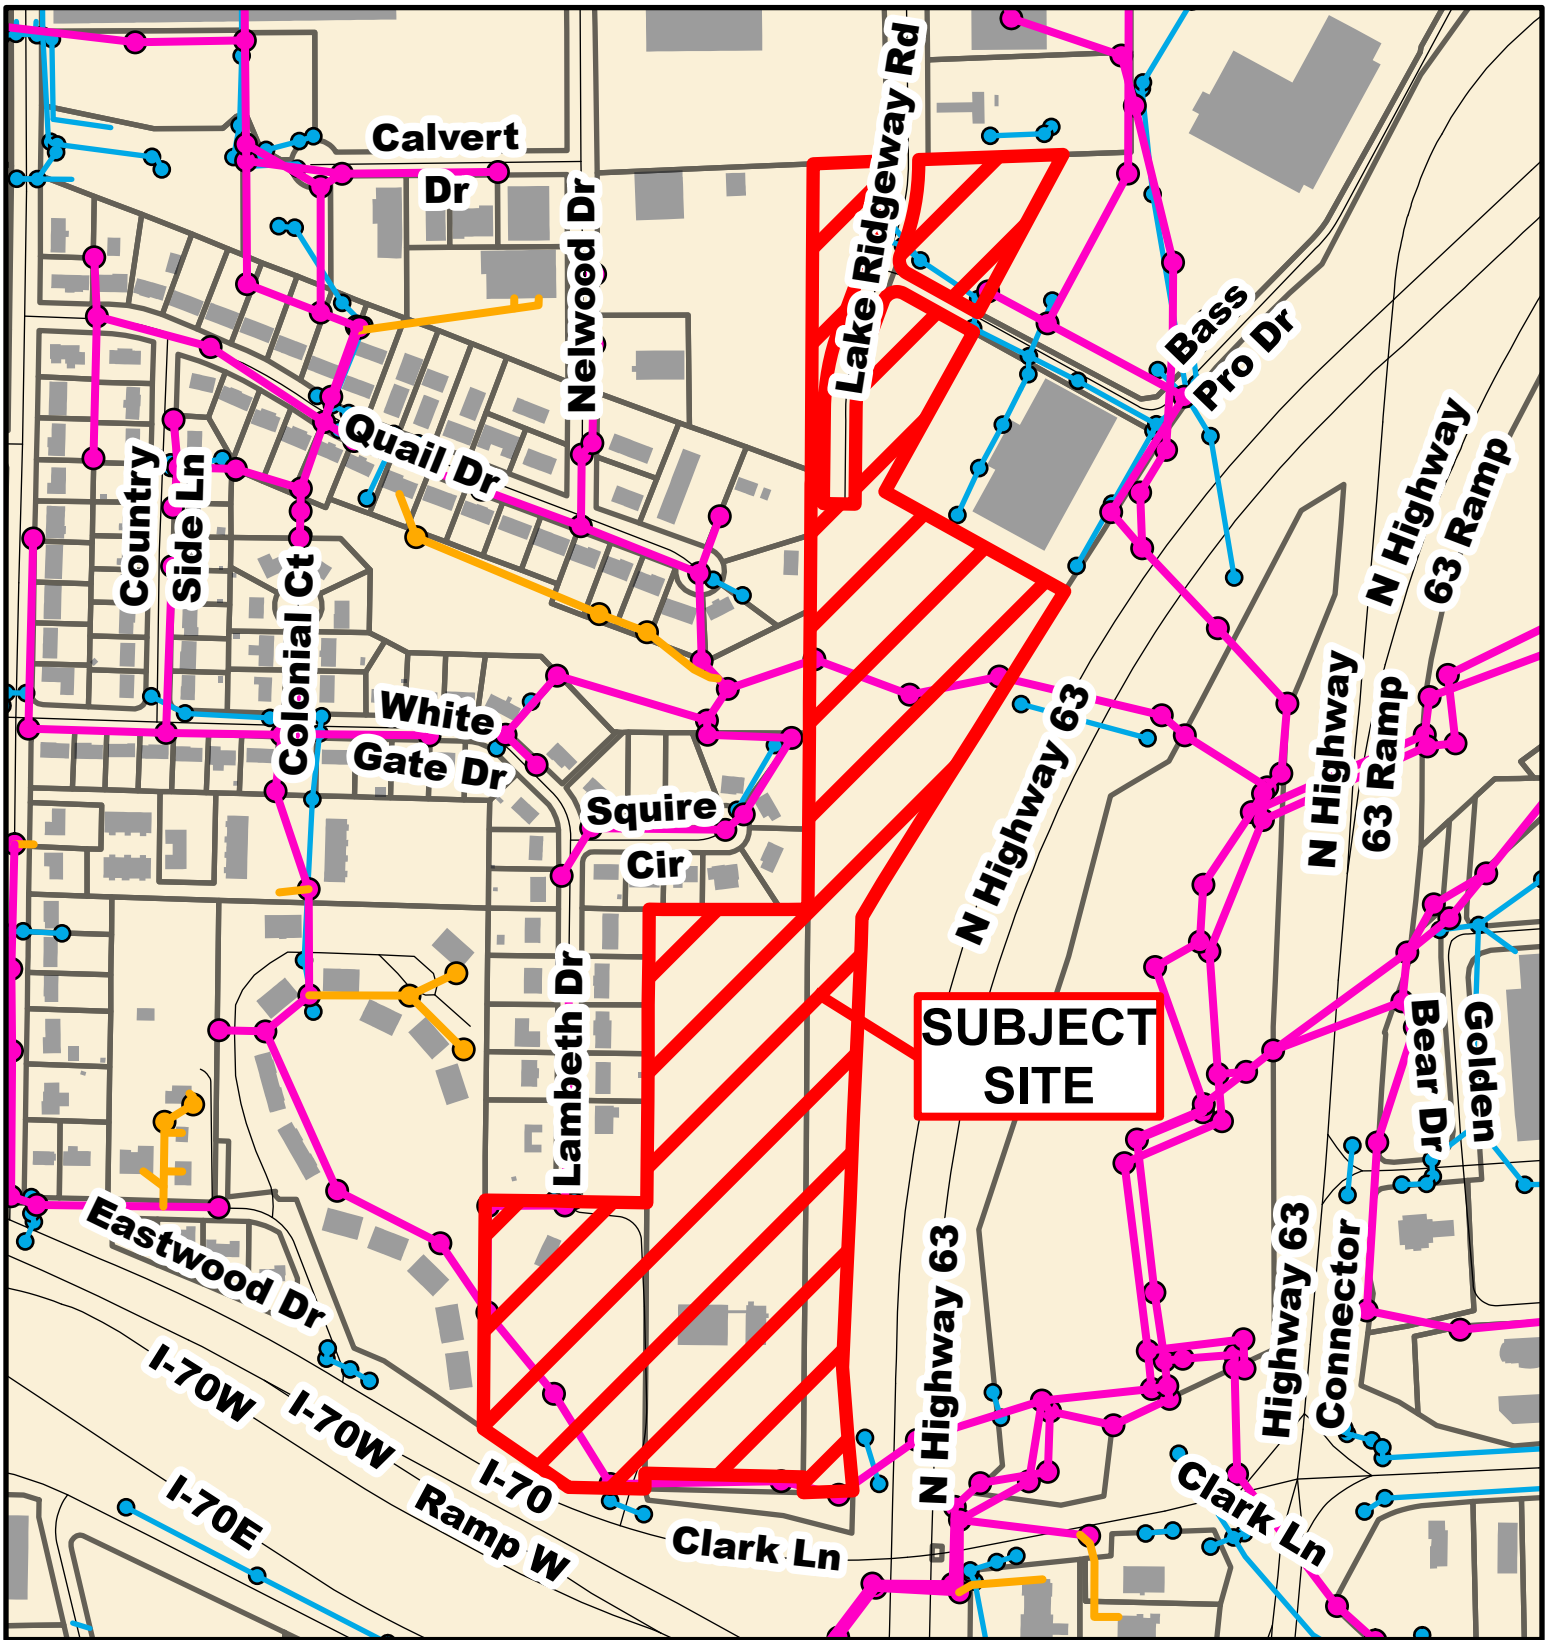 Lake Ridgeway Rd
Calvert
Dr
Nelwood Dr
Bass
Pro Dr
Quail Dr
Country
Side Ln
N Highway
63 Ramp
Colonial Ct
White
Gate Dr
N Highway 63
N Highway
63 Ramp
Squire
Cir
Lambeth Dr
SUBJECT
SITE
Bear Dr
Golden
Eastwood Dr
N Highway 63
Highway 63
Connector
I-70W
I-70W
I-70
Ramp W
I-70E
Clark Ln
Clark Ln